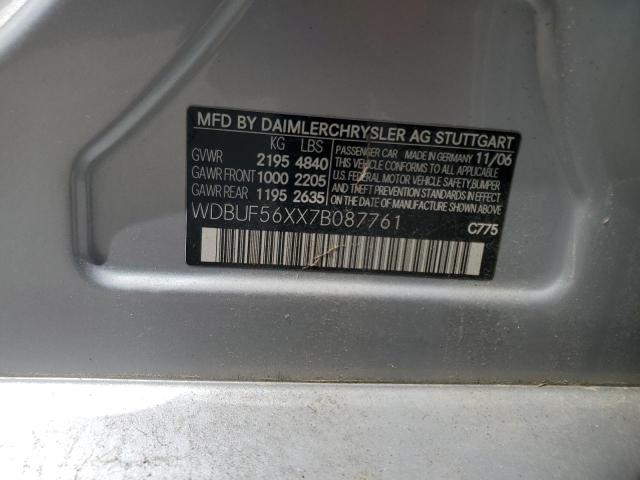 MFD BY DAIMLERCHRYSLER AG STUTTGART
KG LBS
GVWR 2195 4840
GAWR FRONT 1000 2205
GAWR REAR 1195 2635
PASSENGER CAR MADE IN GERMANY 11/06
THIS VEHICLE CONFORMS TO ALL APPLICABLE
U.S. FEDERAL MOTOR VEHICLE SAFETY, BUMPER
AND THEFT PREVENTION STANDARDS IN EFFECT
ON THE DATE OF MANUFACTURE SHOWN ABOVE.
WDBUF56XX7B087761
C775